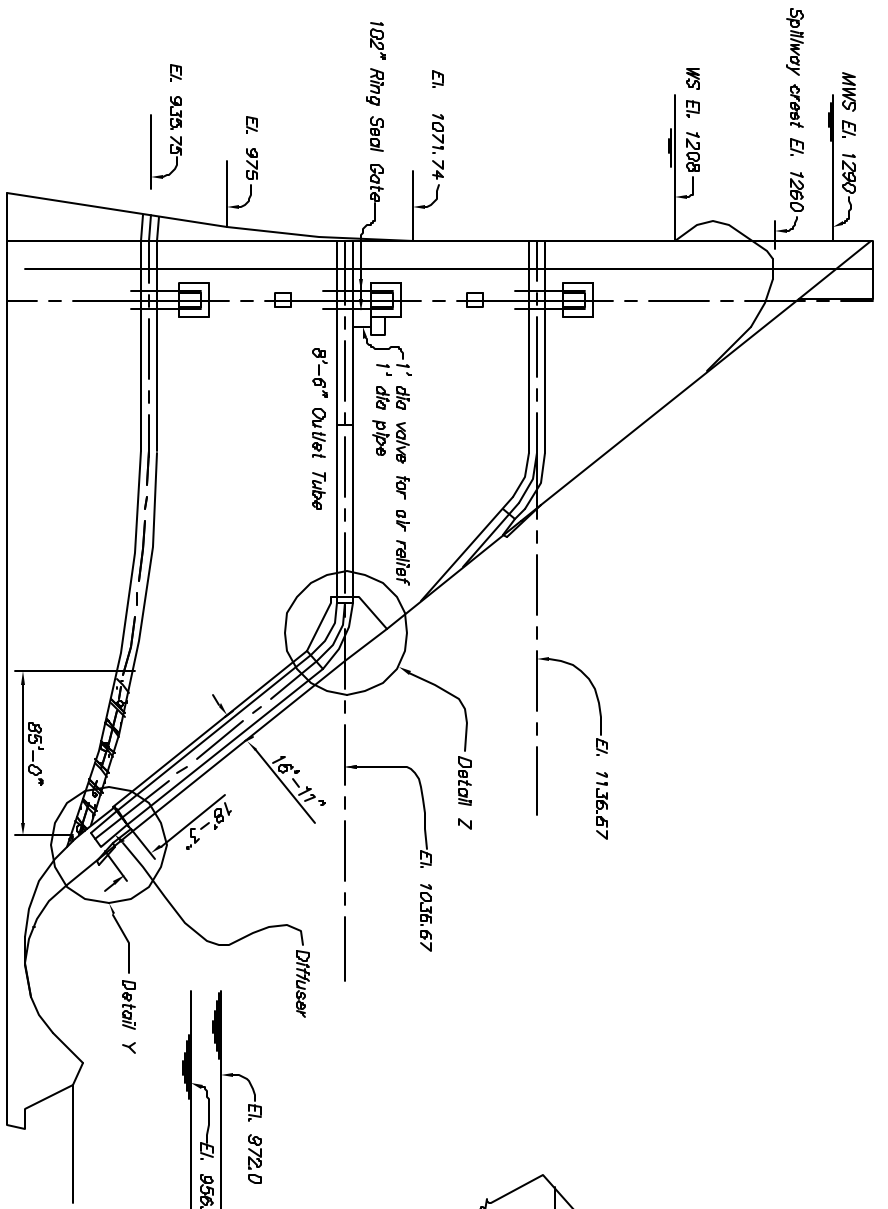 MWS El. 1290
Spillway crest El. 1260
WS El. 1208
El. 1136.67
El. 1071.74
102" Ring Seal Gate
1' dia valve for air relief
1' dia pipe
8'-6" Outlet Tube
Detail Z
El. 1036.67
El. 975
El. 935.75
16'-11"
18'-3"
Diffuser
El. 972.0
El. 956.
Detail Y
85'-0"